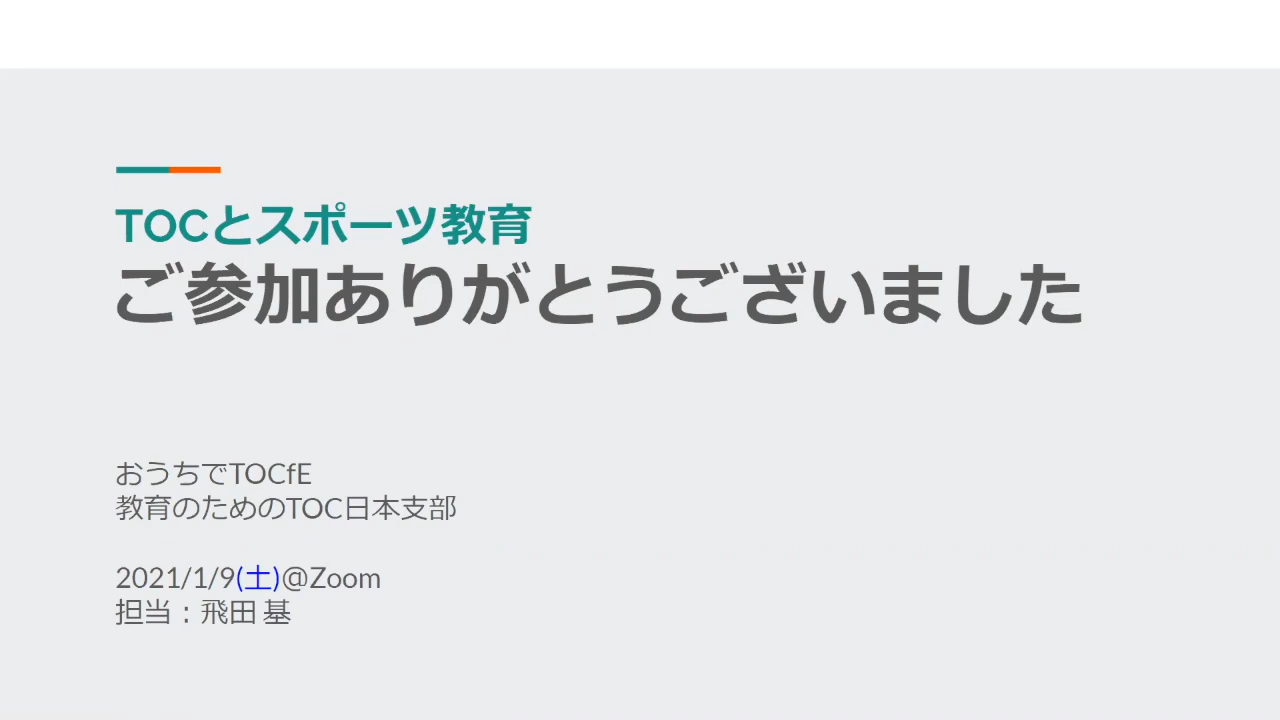 TOCとスポーツ教育
ご参加ありがとうございました
おうちでTOCfE
教育のためのTOC日本支部
2021/1/9(土)@Zoom
担当：飛田 基